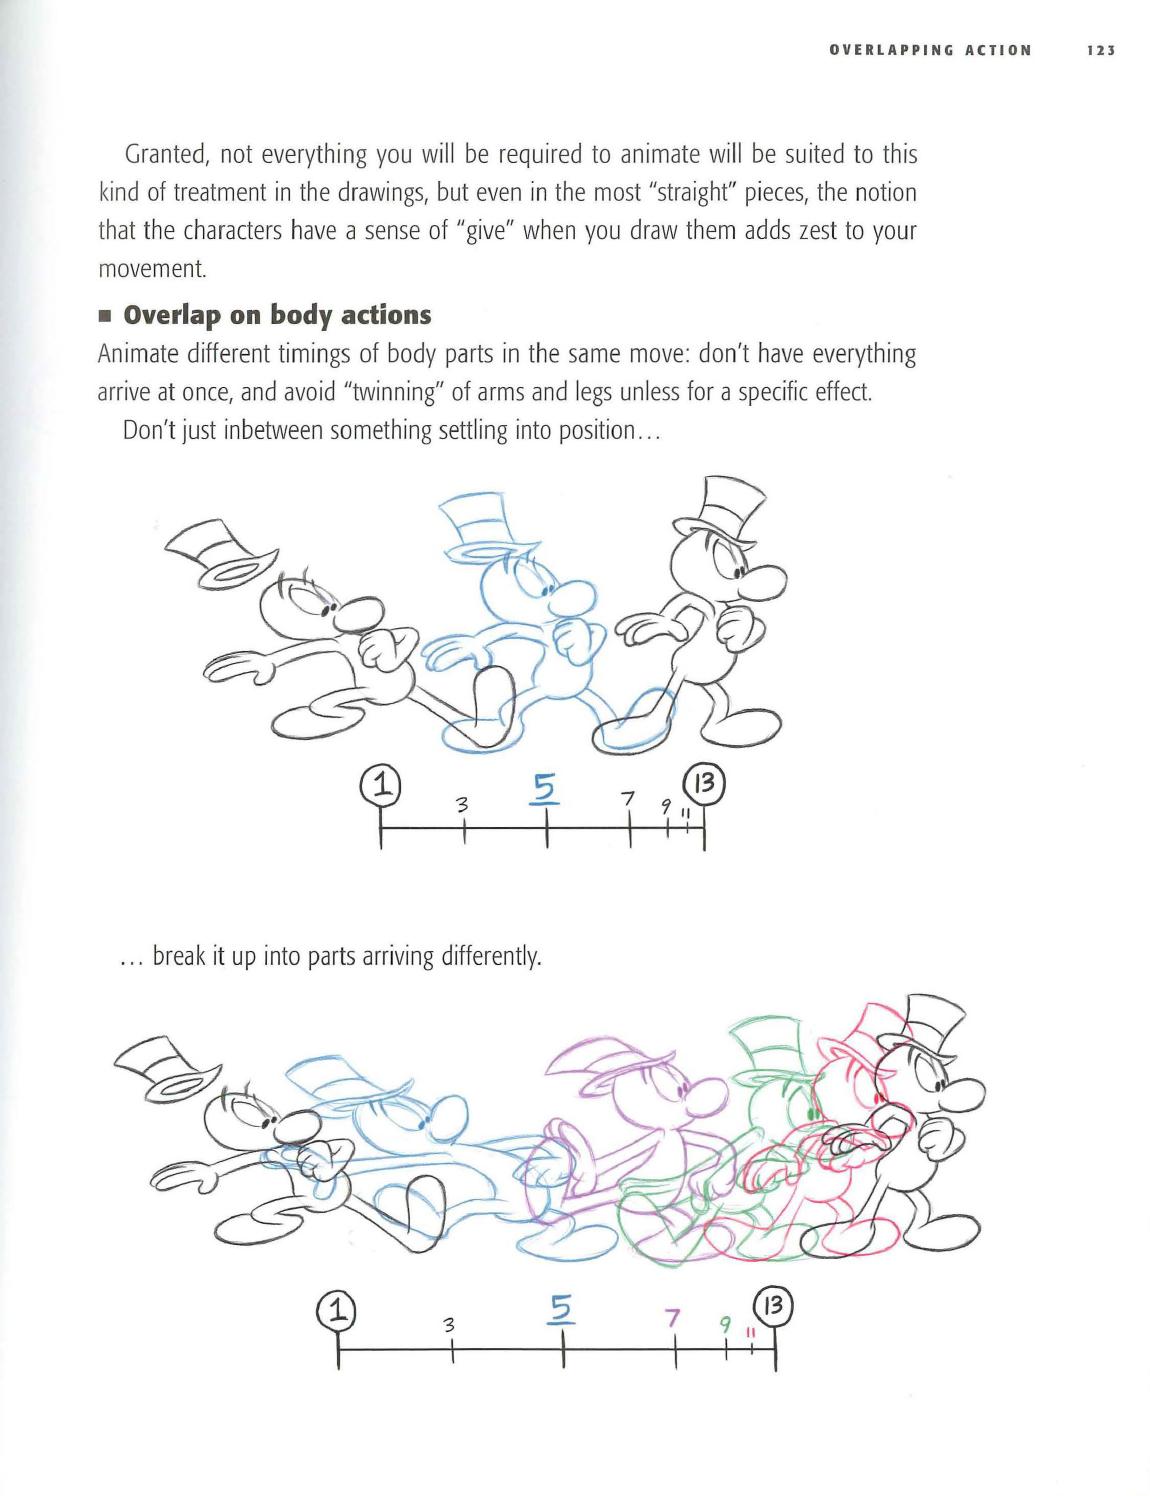 OVERLAPPING ACTION 123
Granted, not everything you will be required to animate will be suited to this
kind of treatment in the drawings, but even in the most “straight” pieces, the notion
that the characters have a sense of “give” when you draw them adds zest to your
movement.
■ Overlap on body actions
Animate different timings of body parts in the same move: don’t have everything
arrive at once, and avoid “twinning” of arms and legs unless for a specific effect.
Don’t just inbetween something settling into position…
1 3 5 7 9 11 13
… break it up into parts arriving differently.
1 3 5 7 9 11 13